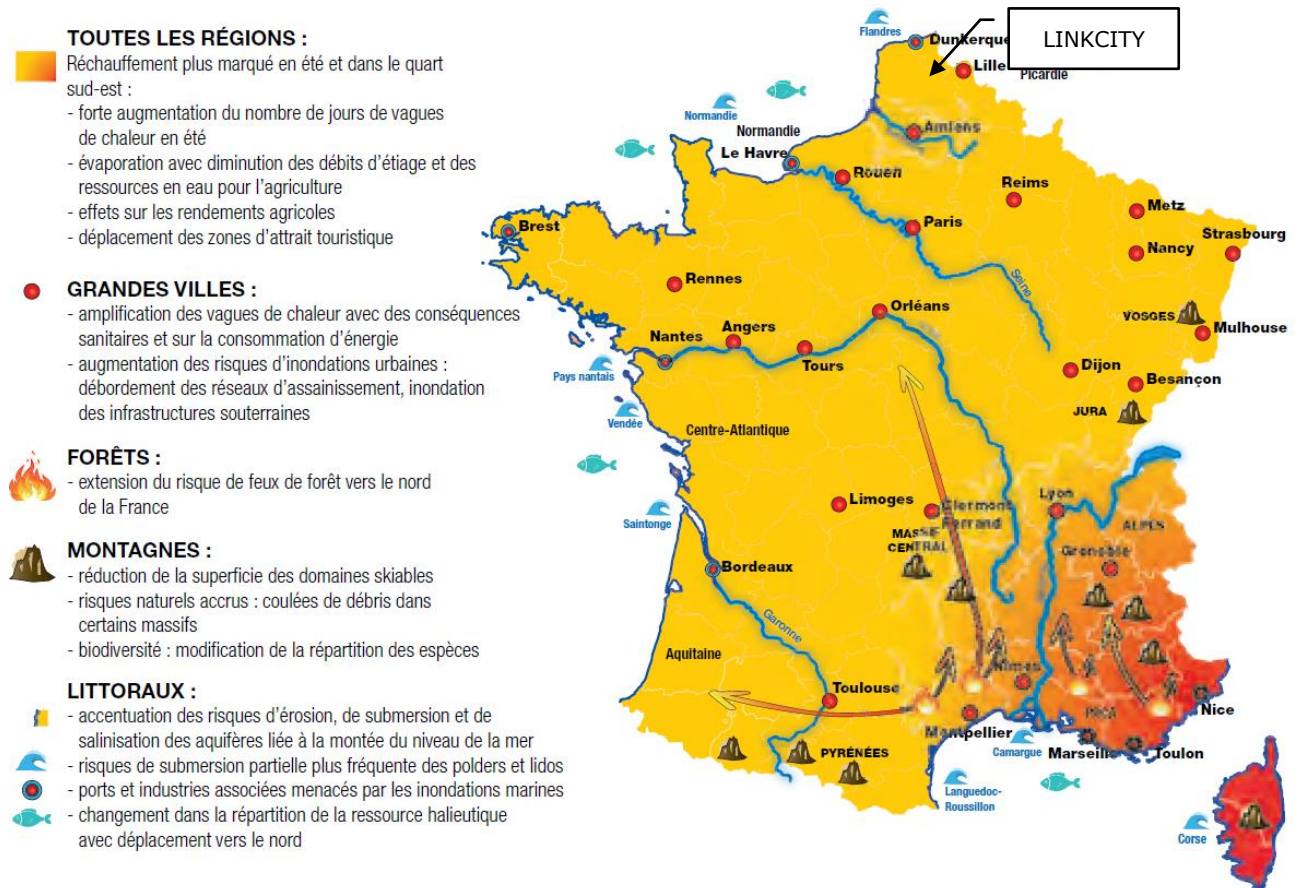 TOUTES LES RÉGIONS :
Réchauffement plus marqué en été et dans le quart
sud-est :
- forte augmentation du nombre de jours de vagues
de chaleur en été
- évaporation avec diminution des débits d'étiage et des
ressources en eau pour l'agriculture
- effets sur les rendements agricoles
- déplacement des zones d'attrait touristique
GRANDES VILLES :
- amplification des vagues de chaleur avec des conséquences
sanitaires et sur la consommation d'énergie
- augmentation des risques d'inondations urbaines :
débordement des réseaux d'assainissement, inondation
des infrastructures souterraines
FORÊTS :
- extension du risque de feux de forêt vers le nord
de la France
MONTAGNES :
- réduction de la superficie des domaines skiables
- risques naturels accrus : coulées de débris dans
certains massifs
- biodiversité : modification de la répartition des espèces
LITTORAUX :
- accentuation des risques d'érosion, de submersion et de
salinisation des aquifères liée à la montée du niveau de la mer
- risques de submersion partielle plus fréquente des polders et lidos
- ports et industries associées menacés par les inondations marines
- changement dans la répartition de la ressource halieutique
avec déplacement vers le nord
LINKCITY
Flandres
Dunkerque
Lille
Picardie
Normandie
Normandie
Amiens
Le Havre
Rouen
Reims
Metz
Paris
Strasbourg
Brest
Nancy
Seine
Rennes
Orléans
VOSGES
Mulhouse
Nantes
Angers
Tours
Dijon
Pays nantais
Besançon
JURA
Vendée
Centre-Atlantique
Limoges
Lyon
Clermont
Ferrand
Saintonge
ALPES
MASSIF
CENTRAL
Grenoble
Bordeaux
Garonne
Aquitaine
Nîmes
Toulouse
PACA
Nice
Montpellier
PYRÉNÉES
Camargue
Marseille
Toulon
Languedoc-
Roussillon
Corse